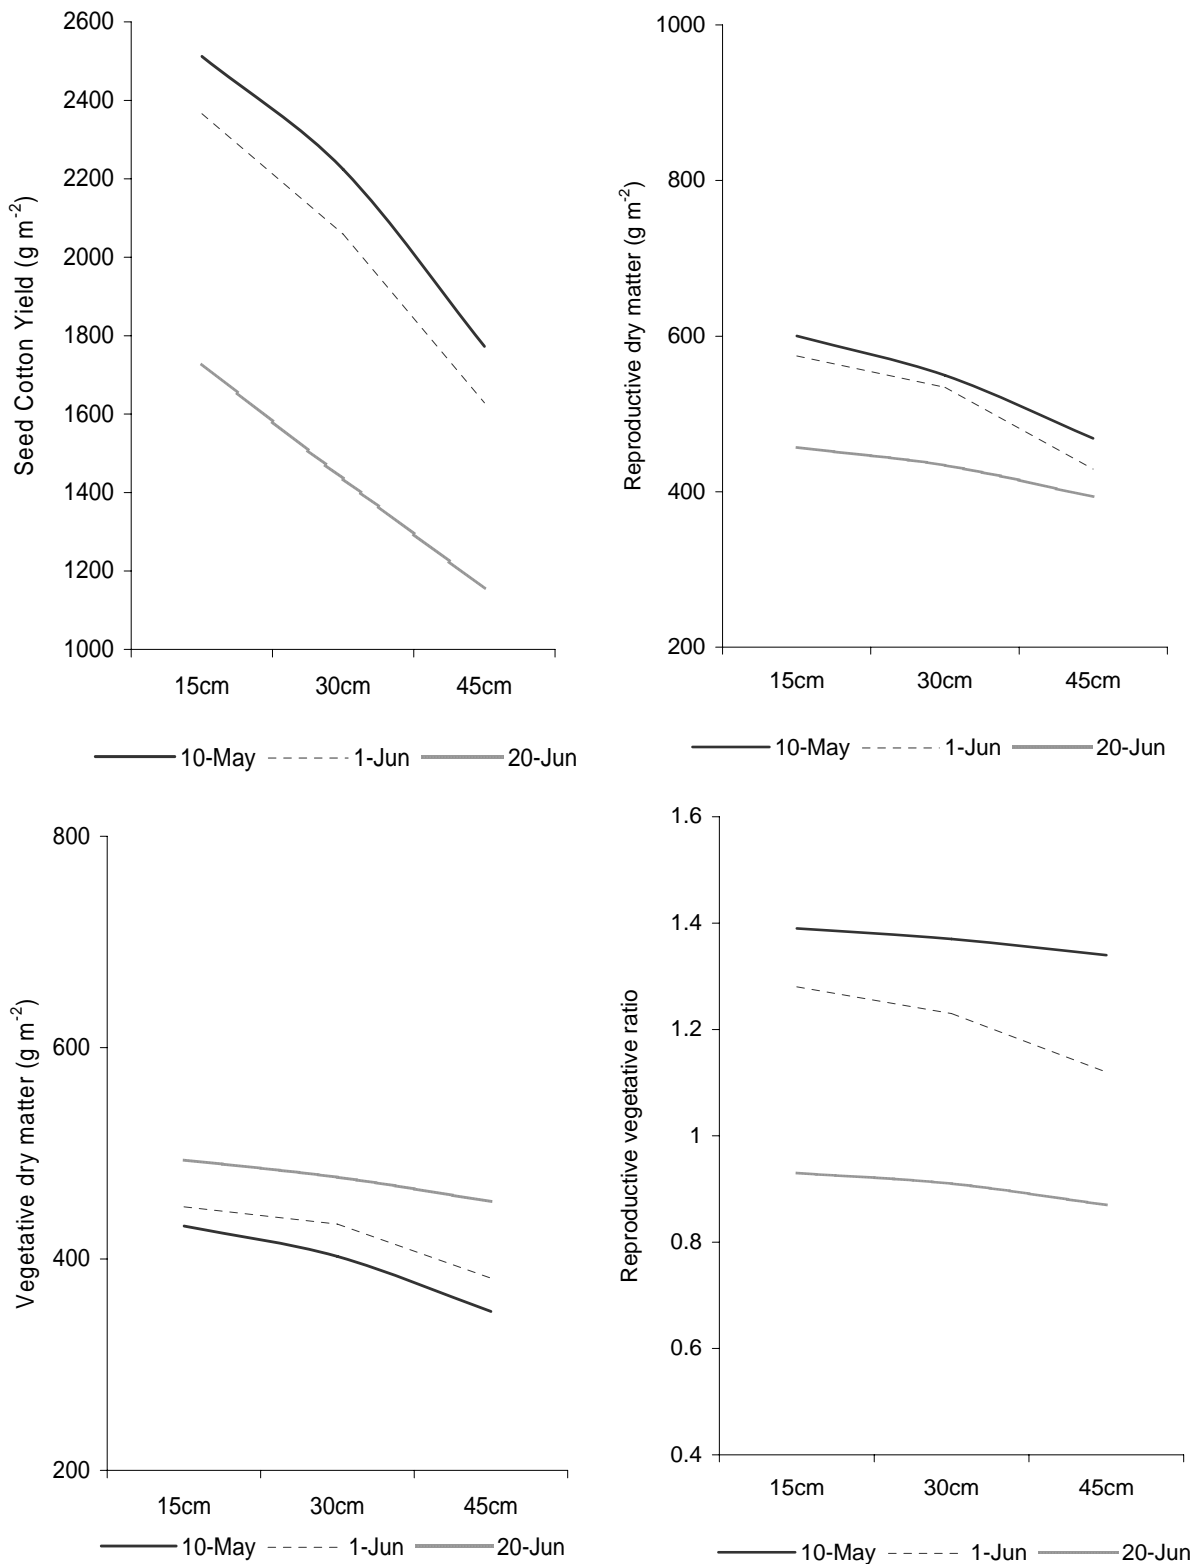 Seed Cotton Yield (g m-2)
2600
2400
2200
2000
1800
1600
1400
1200
1000
15cm 30cm 45cm
10-May 1-Jun 20-Jun
Reproductive dry matter (g m-2)
1000
800
600
400
200
15cm 30cm 45cm
10-May 1-Jun 20-Jun
Vegetative dry matter (g m-2)
800
600
400
200
15cm 30cm 45cm
10-May 1-Jun 20-Jun
Reproductive vegetative ratio
1.6
1.4
1.2
1
0.8
0.6
0.4
15cm 30cm 45cm
10-May 1-Jun 20-Jun